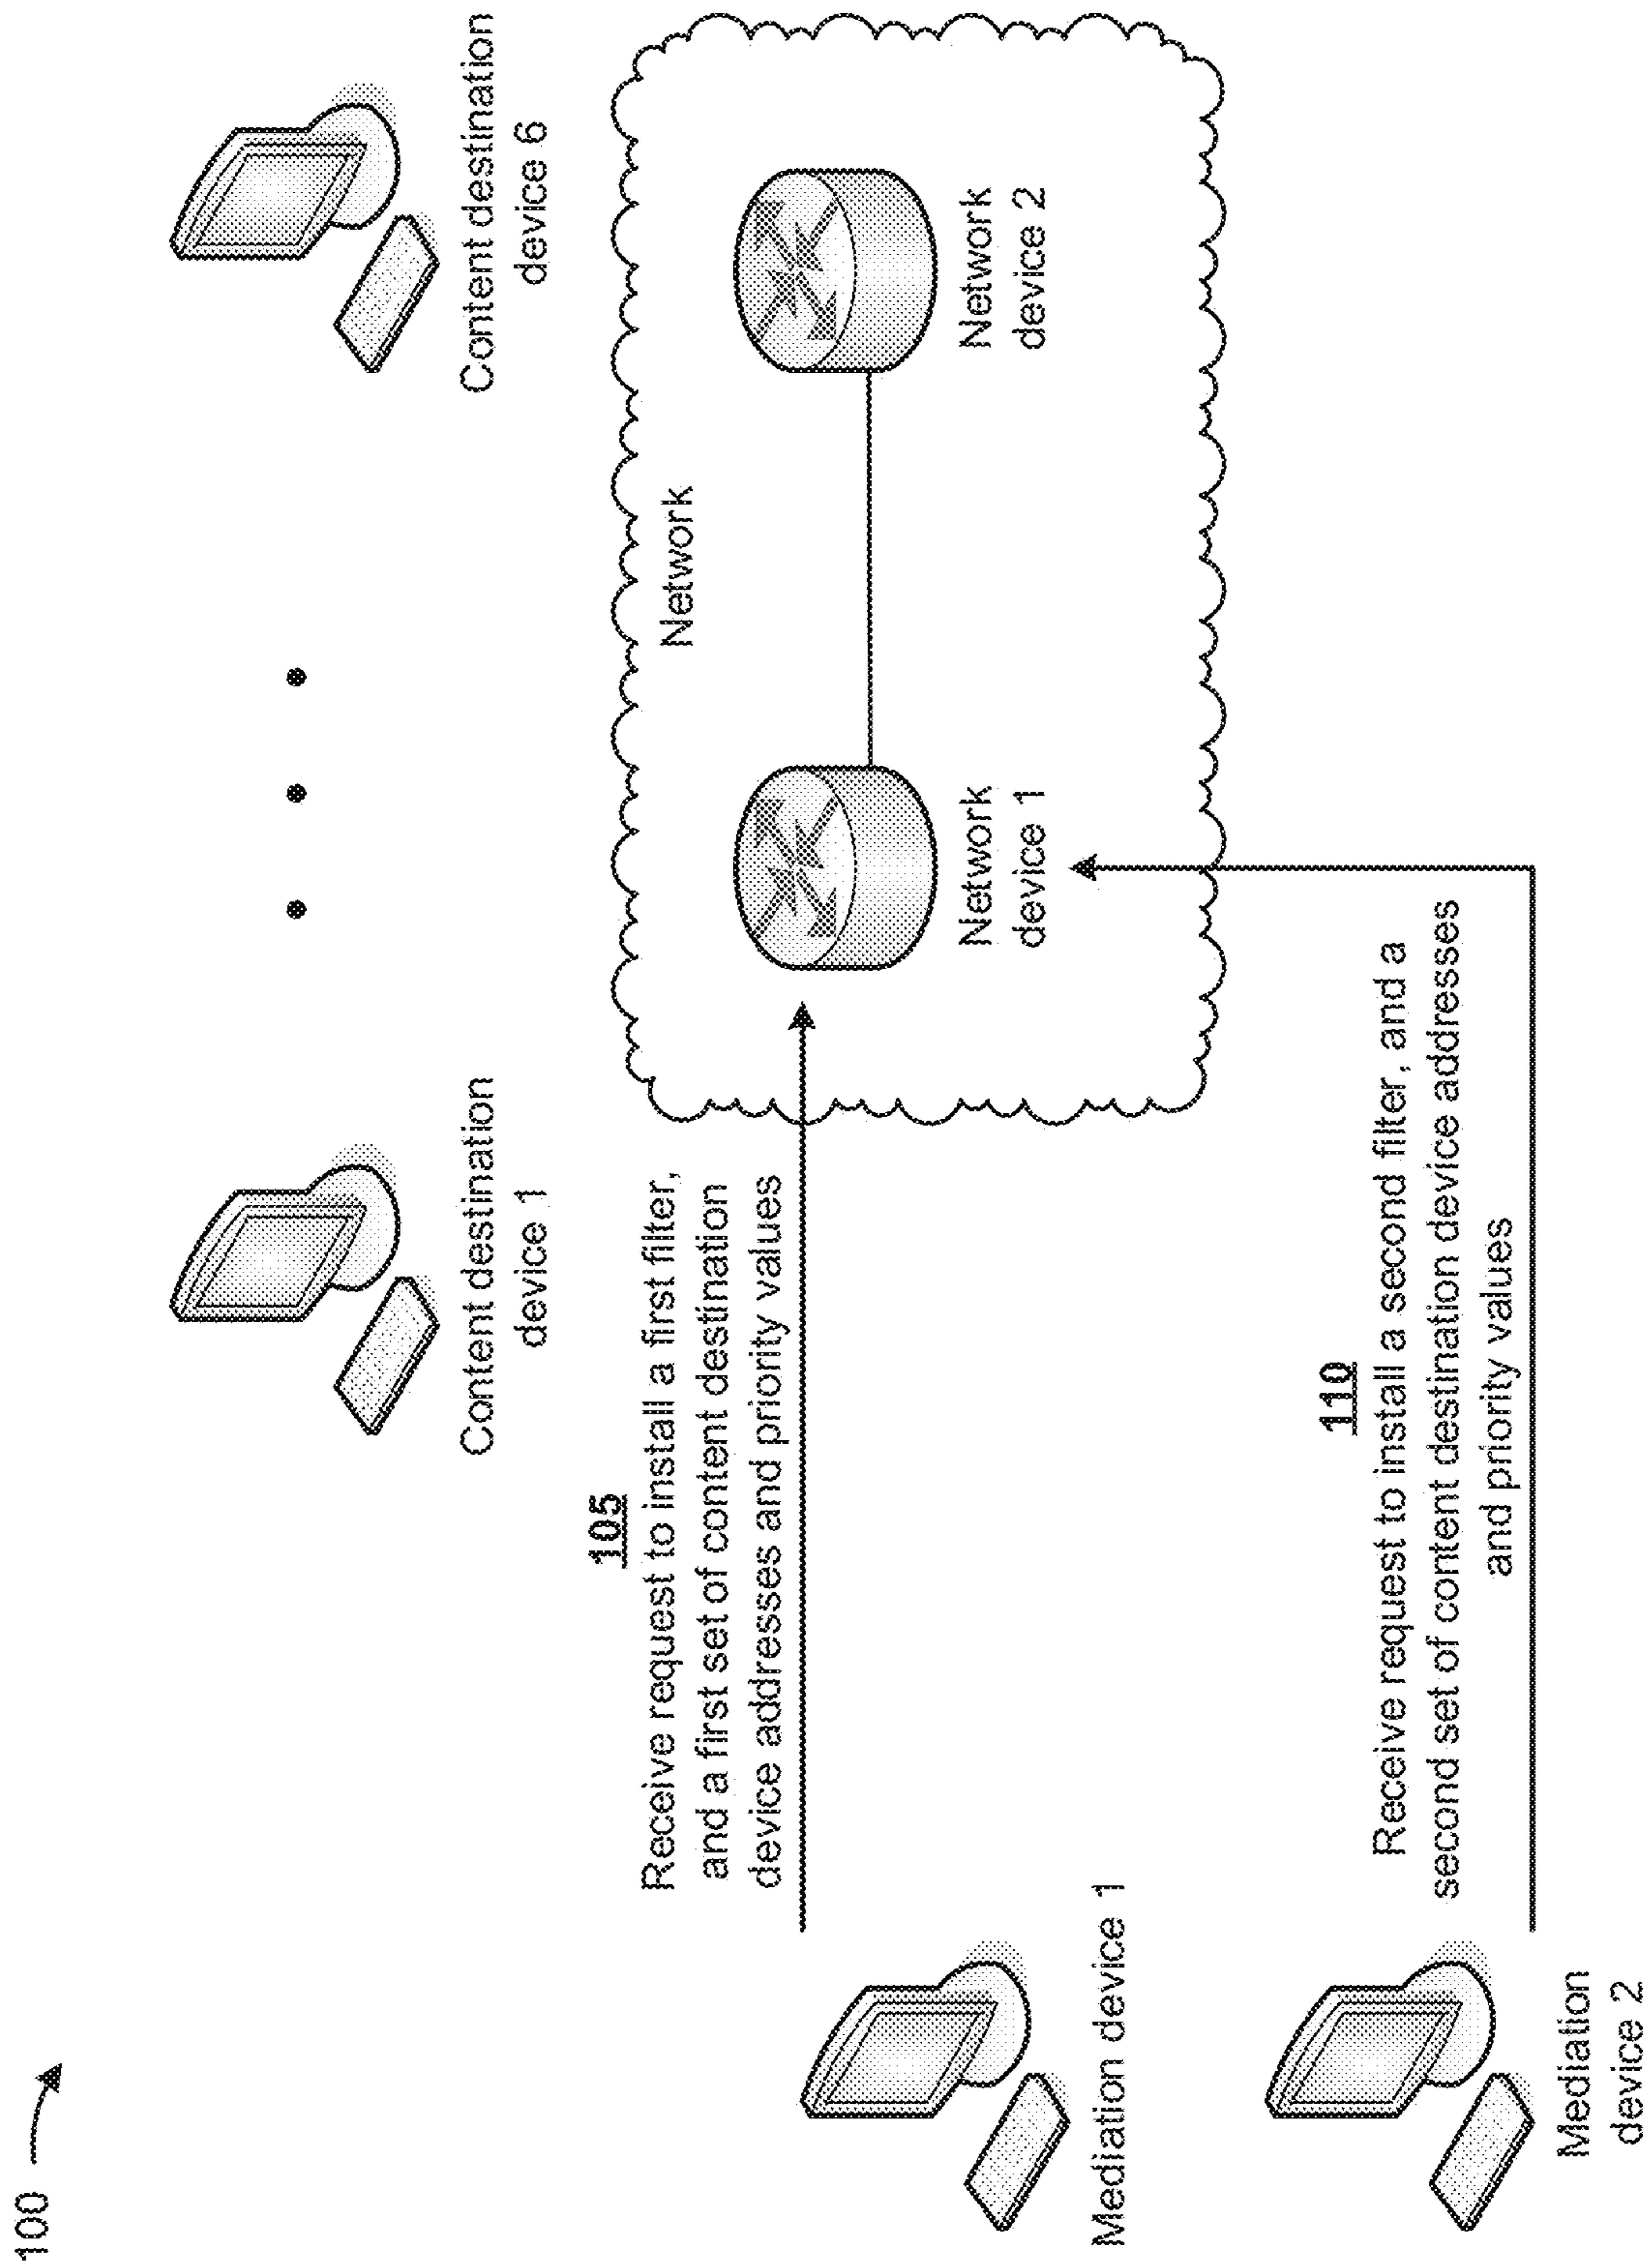 100
Content destination
device 1
Content destination
device 6
105
Receive request to install a first filter,
and a first set of content destination
device addresses and priority values
Network
Network
device 1
Network
device 2
Mediation device 1
110
Receive request to install a second filter, and a
second set of content destination device addresses
and priority values
Mediation
device 2